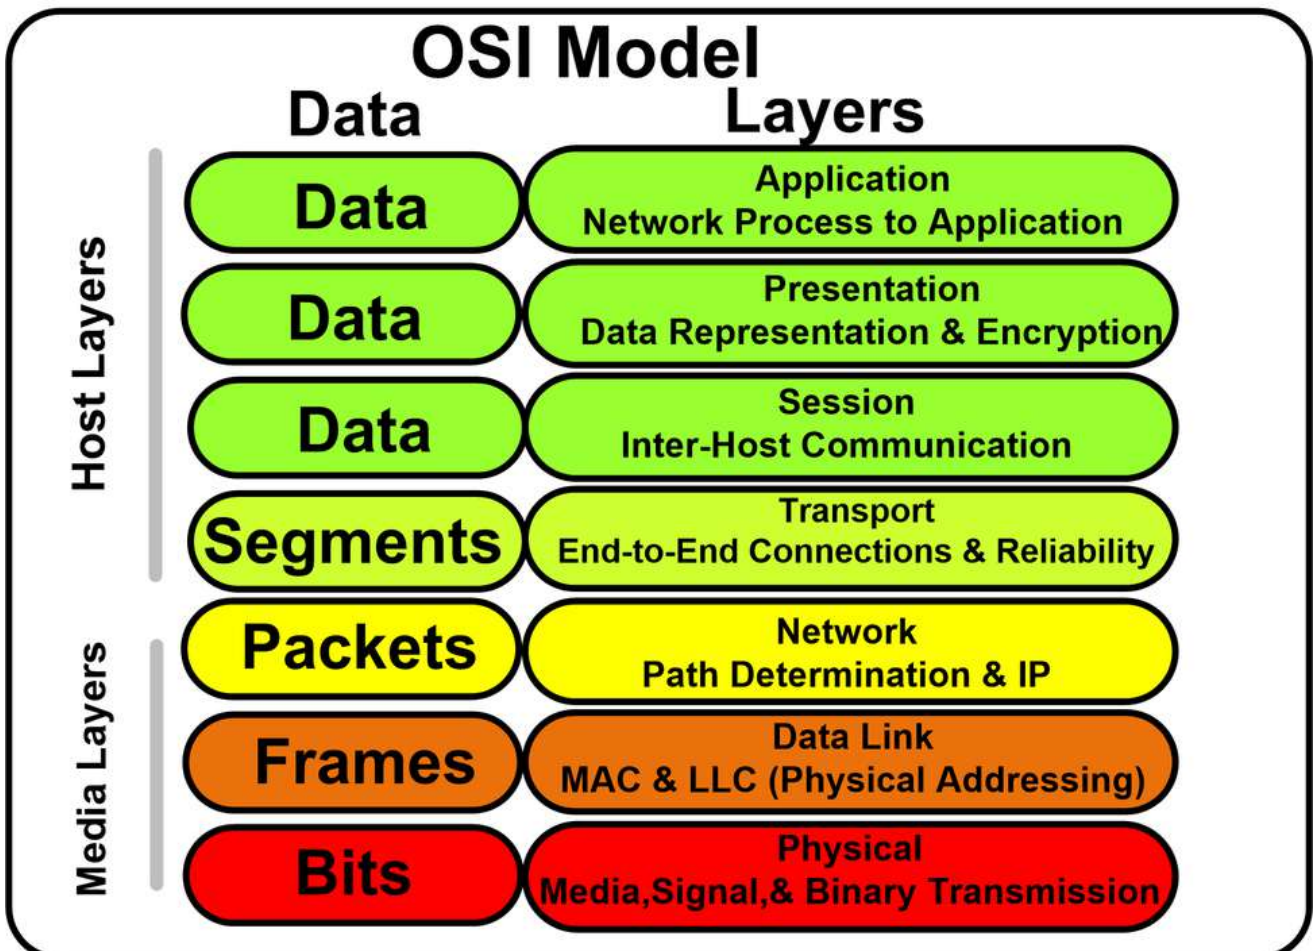 OSI Model
Data
Layers
Host Layers
Data
Application
Network Process to Application
Data
Presentation
Data Representation & Encryption
Data
Session
Inter-Host Communication
Segments
Transport
End-to-End Connections & Reliability
Media Layers
Packets
Network
Path Determination & IP
Frames
Data Link
MAC & LLC (Physical Addressing)
Bits
Physical
Media,Signal,& Binary Transmission